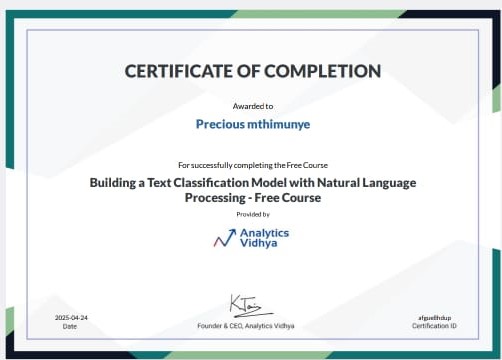 CERTIFICATE OF COMPLETION
Awarded to
Precious mthimunye
For successfully completing the Free Course
Building a Text Classification Model with Natural Language
Processing - Free Course
Provided by
Analytics
Vidhya
2025-04-24
Date
Founder & CEO, Analytics Vidhya
Certification ID